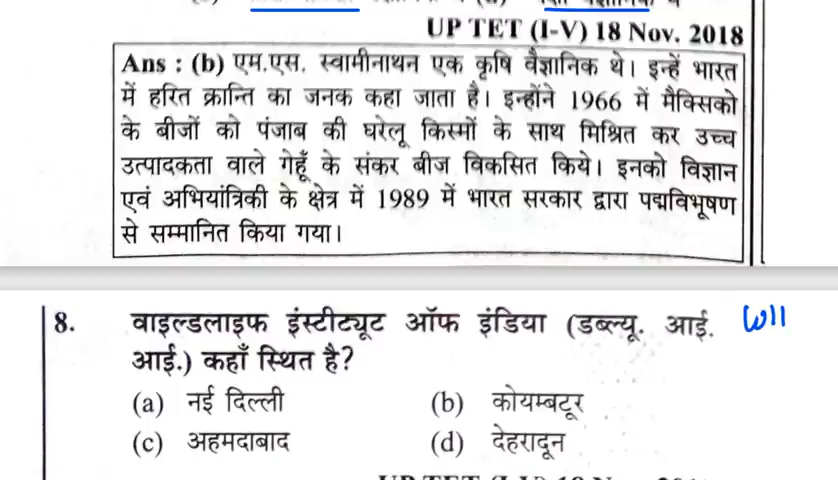 UP TET (I-V) 18 Nov. 2018
Ans : (b) एम.एस. स्वामीनाथन एक कृषि वैज्ञानिक थे। इन्हें भारत
में हरित क्रान्ति का जनक कहा जाता है। इन्होंने 1966 में मैक्सिको
के बीजों को पंजाब की घरेलू किस्मों के साथ मिश्रित कर उच्च
उत्पादकता वाले गेहूँ के संकर बीज विकसित किये। इनको विज्ञान
एवं अभियांत्रिकी के क्षेत्र में 1989 में भारत सरकार द्वारा पद्मविभूषण
से सम्मानित किया गया।
8. वाइल्डलाइफ इंस्टीट्यूट ऑफ इंडिया (डब्ल्यू. आई. WII
आई.) कहाँ स्थित है?
(a) नई दिल्ली (b) कोयम्बटूर
(c) अहमदाबाद (d) देहरादून